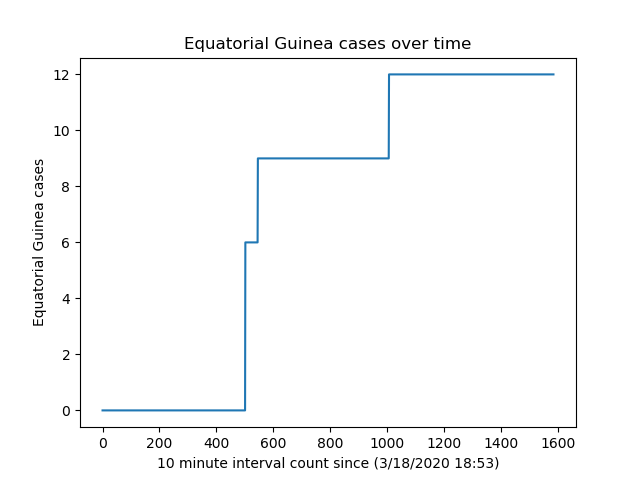 Equatorial Guinea cases over time
Equatorial Guinea cases
12
10
8
6
4
2
0
0 200 400 600 800 1000 1200 1400 1600
10 minute interval count since (3/18/2020 18:53)